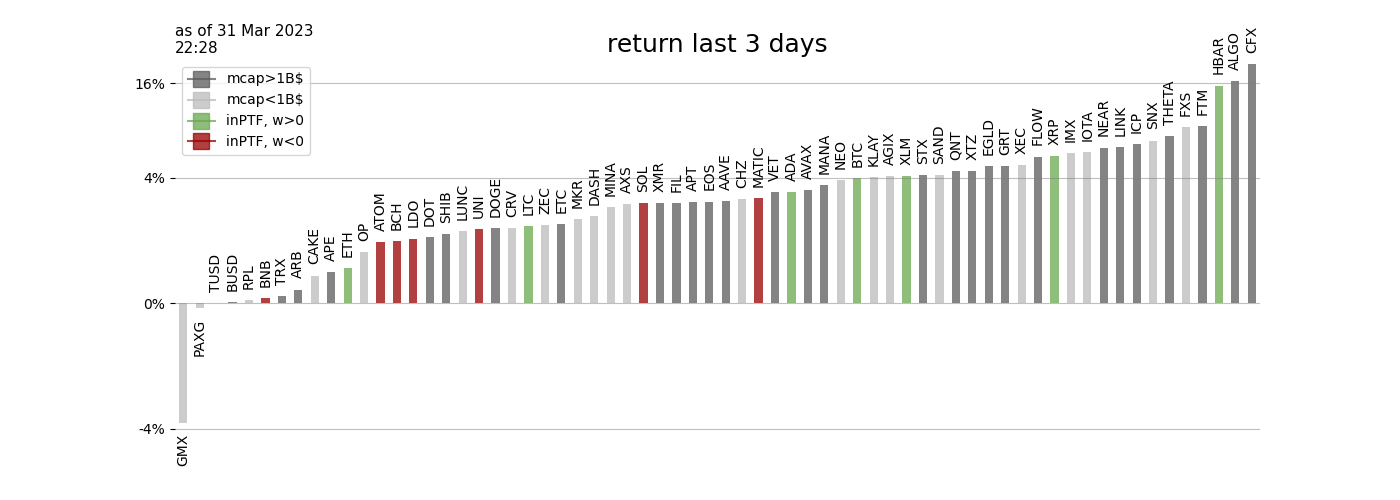 as of 31 Mar 2023
22:28
return last 3 days
mcap>1B$
mcap<1B$
inPTF, w>0
inPTF, w<0
16%
4%
0%
-4%
GMX
PAXG
TUSD
BUSD
RPL
BNB
TRX
ARB
CAKE
APE
ETH
OP
ATOM
BCH
LDO
DOT
SHIB
LUNC
UNI
DOGE
CRV
LTC
ZEC
ETC
MKR
DASH
MINA
AXS
SOL
XMR
FIL
APT
EOS
AAVE
CHZ
MATIC
VET
ADA
AVAX
MANA
NEO
BTC
KLAY
AGIX
XLM
STX
SAND
QNT
XTZ
EGLD
GRT
XEC
FLOW
XRP
IMX
IOTA
NEAR
LINK
ICP
SNX
THETA
FXS
FTM
HBAR
ALGO
CFX